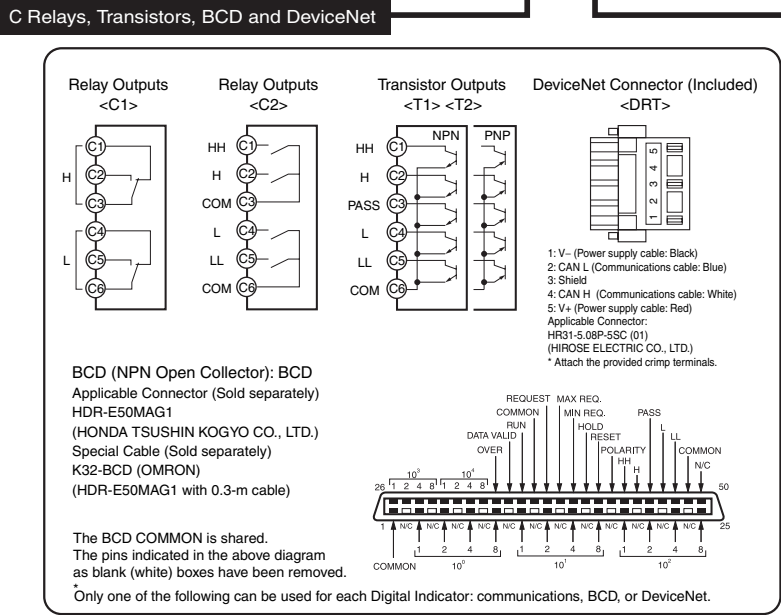 C Relays, Transistors, BCD and DeviceNet
Relay Outputs
<C1>
H
L
C1
C2
C3
C4
C5
C6
Relay Outputs
<C2>
HH
H
COM
L
LL
COM
C1
C2
C3
C4
C5
C6
Transistor Outputs
<T1> <T2>
NPN
PNP
HH
H
PASS
L
LL
COM
C1
C2
C3
C4
C5
C6
DeviceNet Connector (Included)
<DRT>
1 2 3 4 5
1: V– (Power supply cable: Black)
2: CAN L (Communications cable: Blue)
3: Shield
4: CAN H (Communications cable: White)
5: V+ (Power supply cable: Red)
Applicable Connector:
HR31-5.08P-5SC (01)
(HIROSE ELECTRIC CO., LTD.)
* Attach the provided crimp terminals.
BCD (NPN Open Collector): BCD
Applicable Connector (Sold separately)
HDR-E50MAG1
(HONDA TSUSHIN KOGYO CO., LTD.)
Special Cable (Sold separately)
K32-BCD (OMRON)
(HDR-E50MAG1 with 0.3-m cable)
The BCD COMMON is shared.
The pins indicated in the above diagram
as blank (white) boxes have been removed.
REQUEST MAX REQ.
COMMON MIN REQ. PASS
RUN HOLD L
DATA VALID RESET LL
OVER POLARITY COMMON
HH N/C
H
10³ 10⁴
26 1 2 4 8 1 2 4 8 50
1 N/C N/C N/C N/C N/C N/C N/C N/C N/C N/C N/C N/C 25
1 2 4 8 1 2 4 8 1 2 4 8
COMMON 10⁰ 10¹ 10²
*Only one of the following can be used for each Digital Indicator: communications, BCD, or DeviceNet.